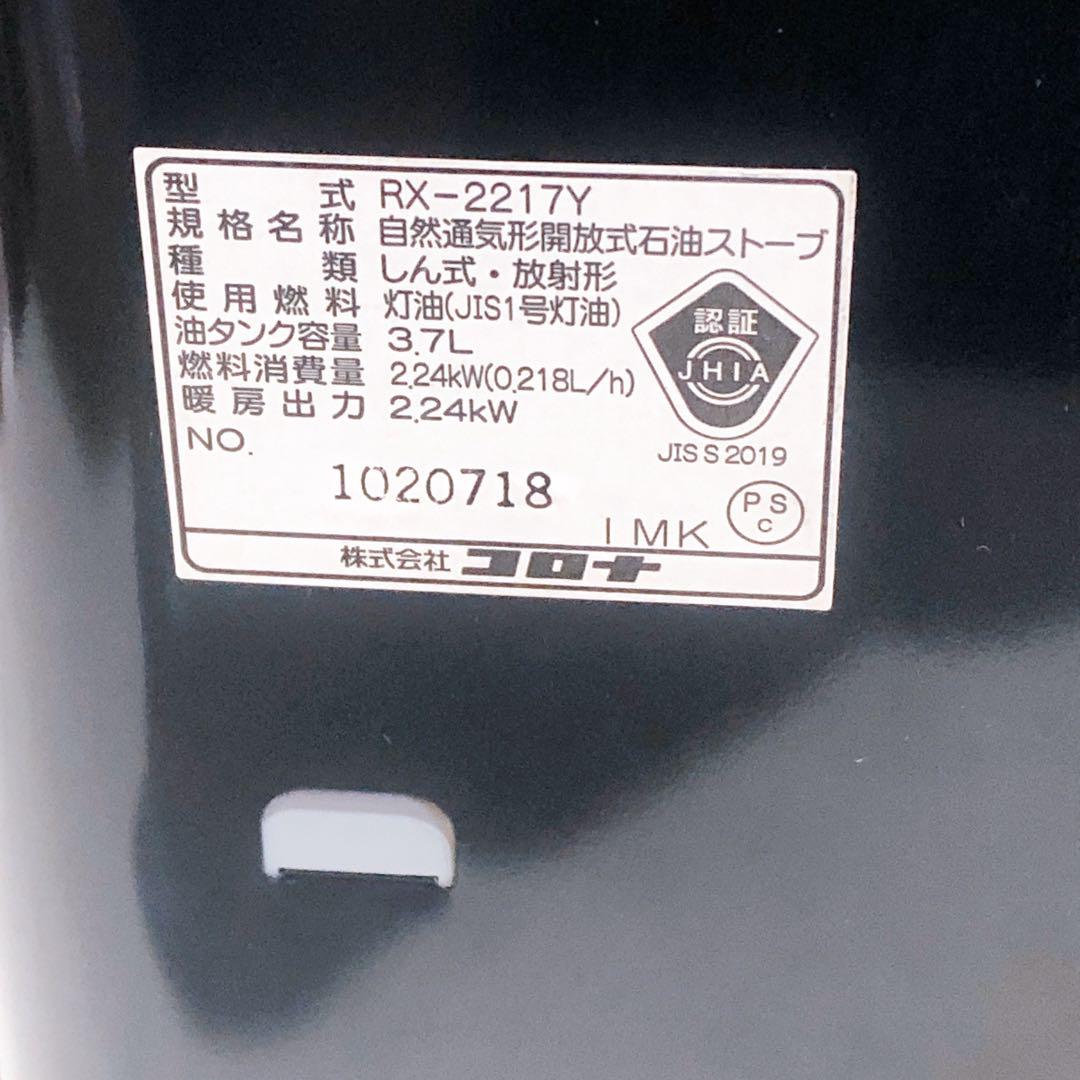 型式 RX-2217Y
規格名称 自然通気形開放式石油ストーブ
種類 しん式・放射形
使用燃料 灯油(JIS1号灯油)
油タンク容量 3.7L
燃料消費量 2.24kW(0.218L/h)
暖房出力 2.24kW
認証
JHIA
JIS S 2019
NO.
1020718
IMK
PS
C
株式会社 コロナ